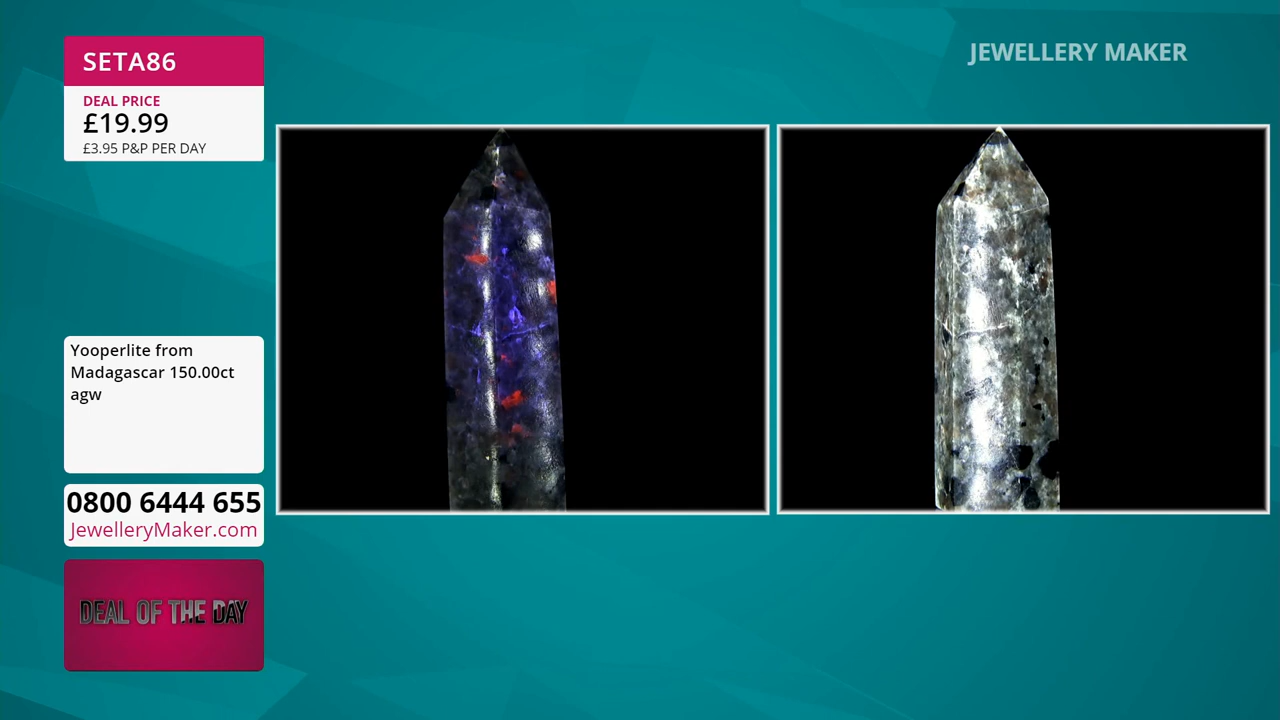 SETA86
DEAL PRICE
£19.99
£3.95 P&P PER DAY
JEWELLERY MAKER
Yooperlite from
Madagascar 150.00ct
agw
0800 6444 655
JewelleryMaker.com
DEAL OF THE DAY